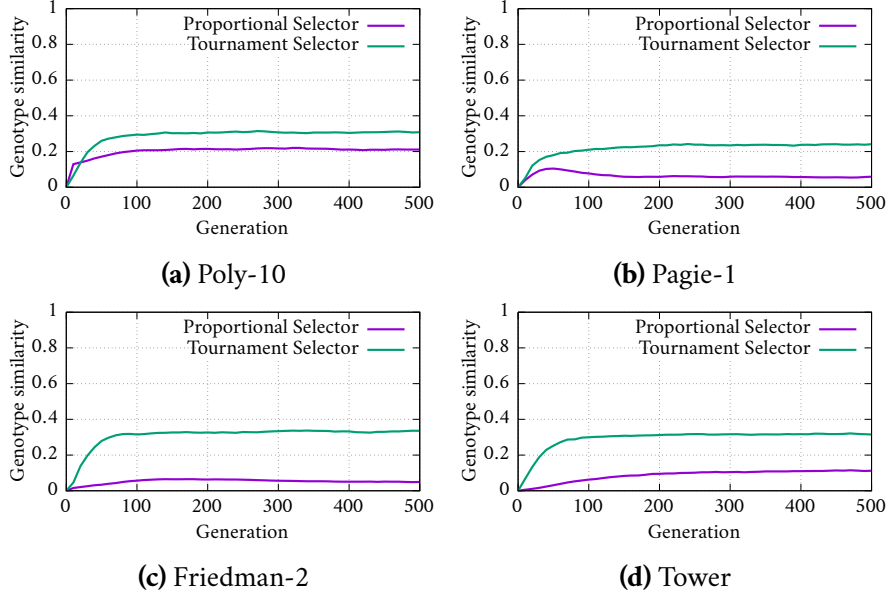 Genotype similarity
1
0.8
0.6
0.4
0.2
0
Proportional Selector
Tournament Selector
0 100 200 300 400 500
Generation
(a) Poly-10
Genotype similarity
1
0.8
0.6
0.4
0.2
0
Proportional Selector
Tournament Selector
0 100 200 300 400 500
Generation
(b) Pagie-1
Genotype similarity
1
0.8
0.6
0.4
0.2
0
Proportional Selector
Tournament Selector
0 100 200 300 400 500
Generation
(c) Friedman-2
Genotype similarity
1
0.8
0.6
0.4
0.2
0
Proportional Selector
Tournament Selector
0 100 200 300 400 500
Generation
(d) Tower